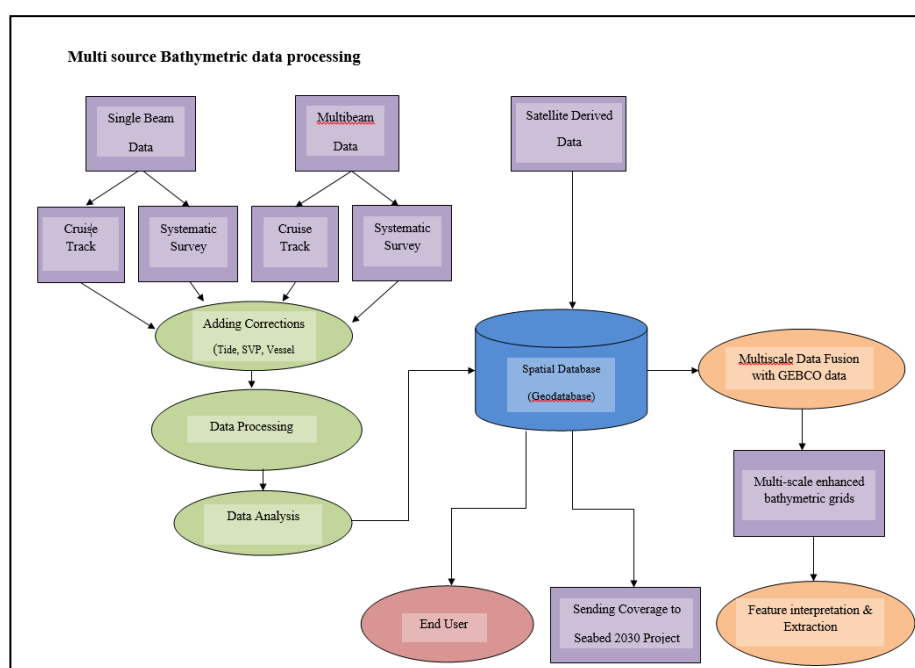 Multi source Bathymetric data processing
Single Beam
Data
Multibeam
Data
Satellite Derived
Data
Cruise
Track
Systematic
Survey
Cruise
Track
Systematic
Survey
Adding Corrections
(Tide, SVP, Vessel
Data Processing
Data Analysis
Spatial Database
(Geodatabase)
Multiscale Data Fusion
with GEBCO data
Multi-scale enhanced
bathymetric grids
End User
Sending Coverage to
Seabed 2030 Project
Feature interpretation &
Extraction